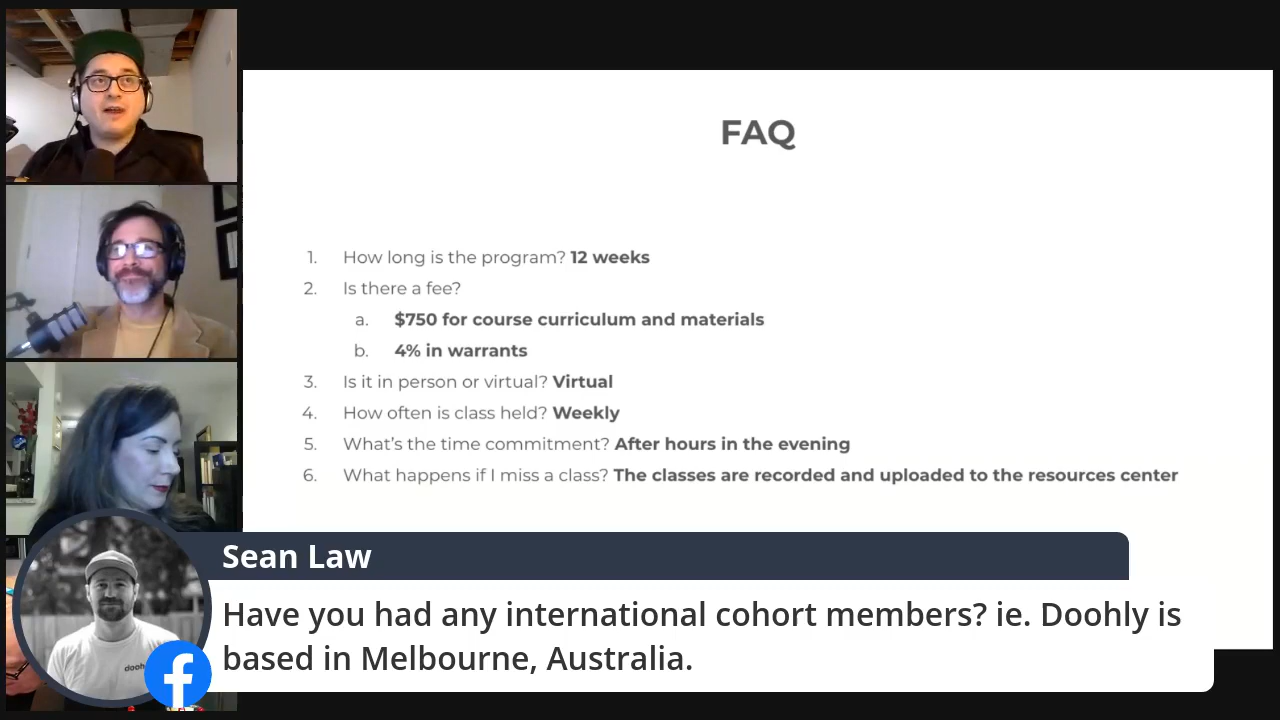 FAQ
1. How long is the program? 12 weeks
2. Is there a fee?
a. $750 for course curriculum and materials
b. 4% in warrants
3. Is it in person or virtual? Virtual
4. How often is class held? Weekly
5. What's the time commitment? After hours in the evening
6. What happens if I miss a class? The classes are recorded and uploaded to the resources center
Sean Law
Have you had any international cohort members? ie. Doohly is
based in Melbourne, Australia.
dooh